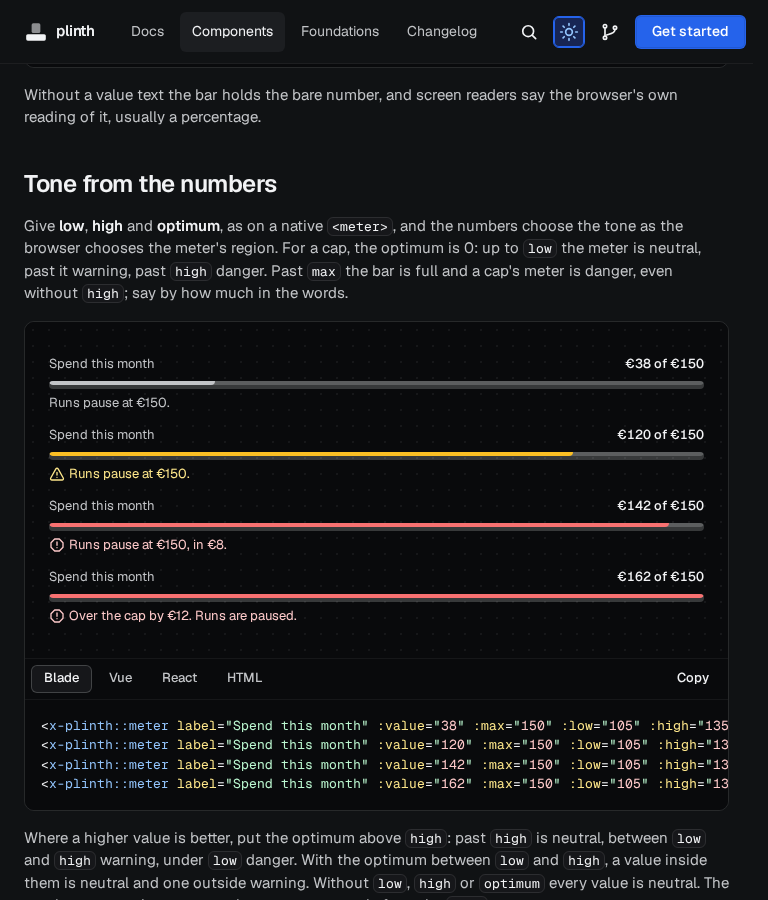 plinth
Docs
Components
Foundations
Changelog
Get started
Without a value text the bar holds the bare number, and screen readers say the browser's own
reading of it, usually a percentage.
Tone from the numbers
Give low, high and optimum, as on a native <meter>, and the numbers choose the tone as the
browser chooses the meter's region. For a cap, the optimum is 0: up to low the meter is neutral,
past it warning, past high danger. Past max the bar is full and a cap's meter is danger, even
without high; say by how much in the words.
Spend this month €38 of €150
Runs pause at €150.
Spend this month €120 of €150
Runs pause at €150.
Spend this month €142 of €150
Runs pause at €150, in €8.
Spend this month €162 of €150
Over the cap by €12. Runs are paused.
Blade Vue React HTML Copy
<x-plinth::meter label="Spend this month" :value="38" :max="150" :low="105" :high="135
<x-plinth::meter label="Spend this month" :value="120" :max="150" :low="105" :high="13
<x-plinth::meter label="Spend this month" :value="142" :max="150" :low="105" :high="13
<x-plinth::meter label="Spend this month" :value="162" :max="150" :low="105" :high="13
Where a higher value is better, put the optimum above high: past high is neutral, between low
and high warning, under low danger. With the optimum between low and high, a value inside
them is neutral and one outside warning. Without low, high or optimum every value is neutral. The